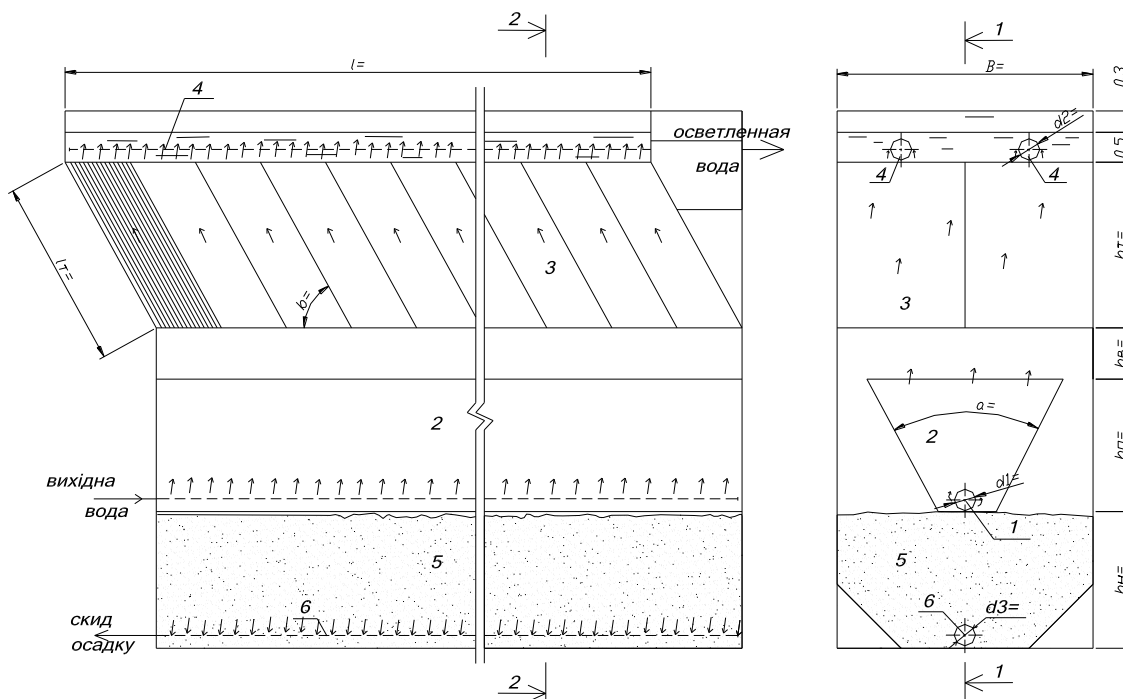 2
1
l=
B=
0.3
4
осветленная
вода
d2=
0.5
4
4
lт=
3
b=
3
hт=
hв=
2
2
a=
hп=
вихідна
вода
d1=
1
5
5
hн=
6
6
d3=
скид
осадку
2
1